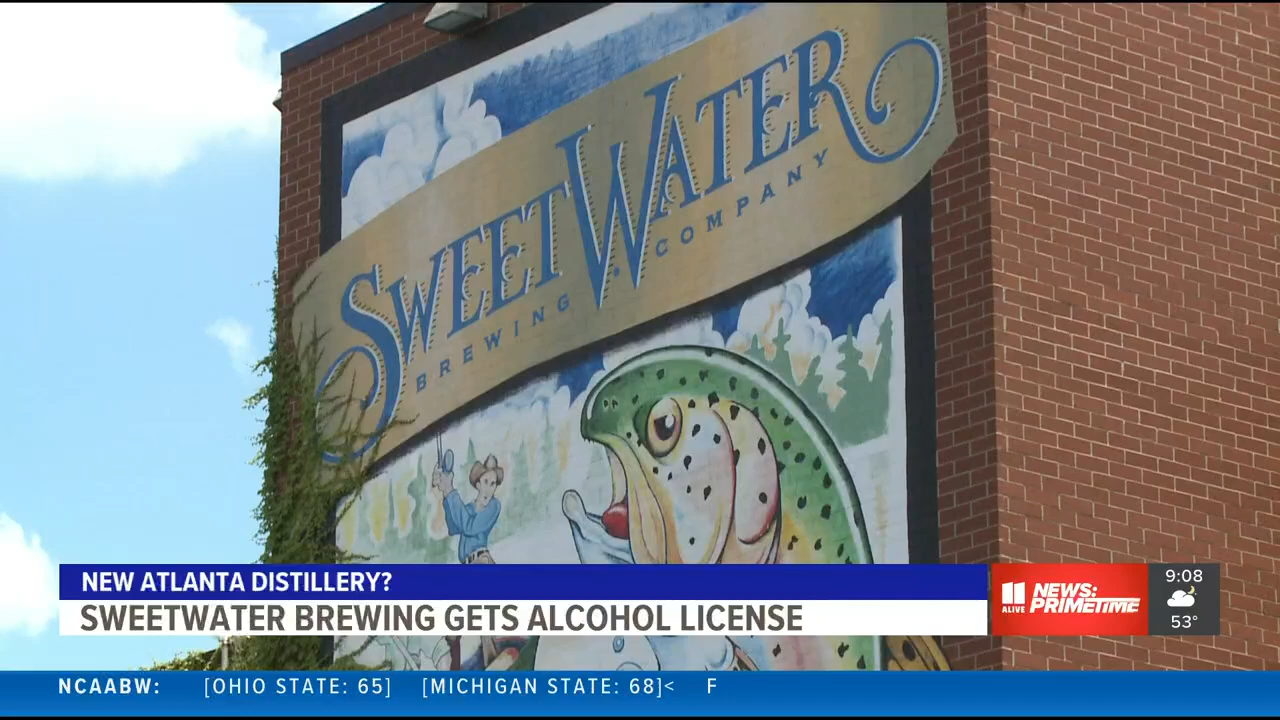 SWEETWATER
BREWING COMPANY
NEW ATLANTA DISTILLERY?
SWEETWATER BREWING GETS ALCOHOL LICENSE
11 ALIVE NEWS: PRIMETIME
9:08
53°
NCAABW: [OHIO STATE: 65] [MICHIGAN STATE: 68]< F